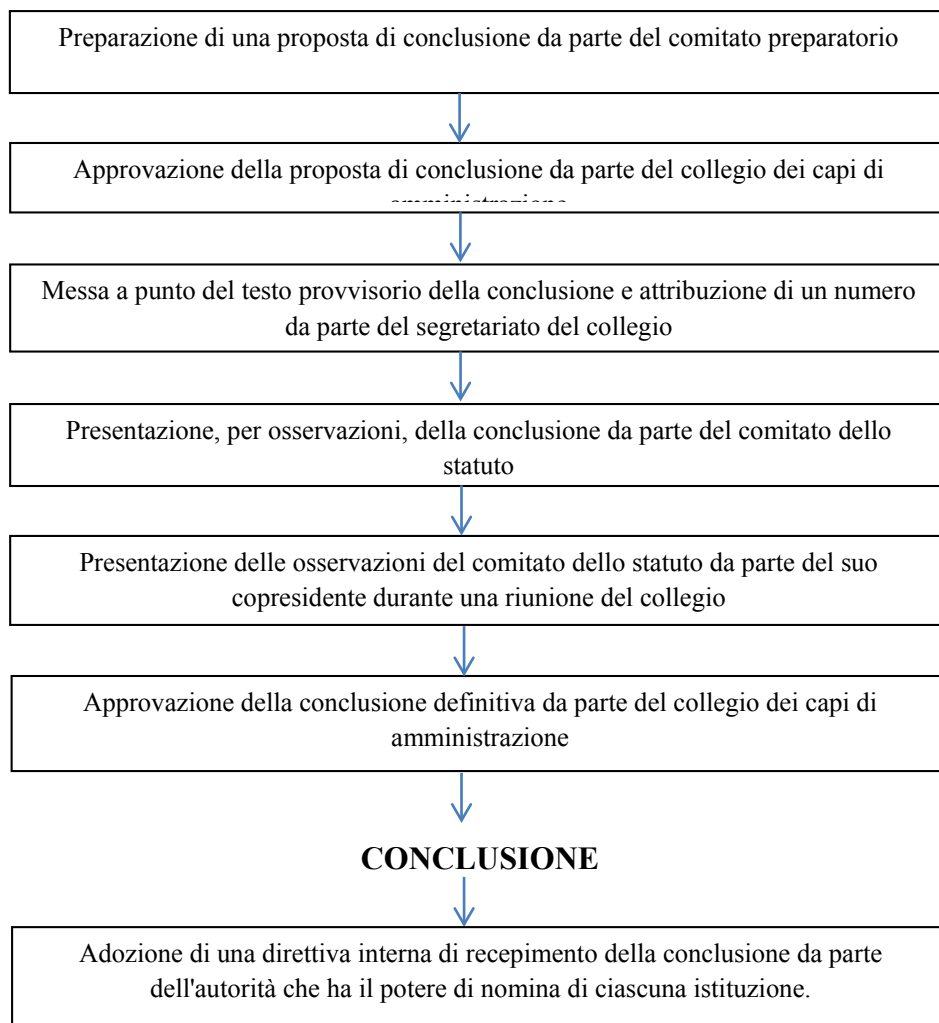 Preparazione di una proposta di conclusione da parte del comitato preparatorio
Approvazione della proposta di conclusione da parte del collegio dei capi di
amministrazione
Messa a punto del testo provvisorio della conclusione e attribuzione di un numero
da parte del segretariato del collegio
Presentazione, per osservazioni, della conclusione da parte del comitato dello
statuto
Presentazione delle osservazioni del comitato dello statuto da parte del suo
copresidente durante una riunione del collegio
Approvazione della conclusione definitiva da parte del collegio dei capi di
amministrazione
CONCLUSIONE
Adozione di una direttiva interna di recepimento della conclusione da parte
dell'autorità che ha il potere di nomina di ciascuna istituzione.